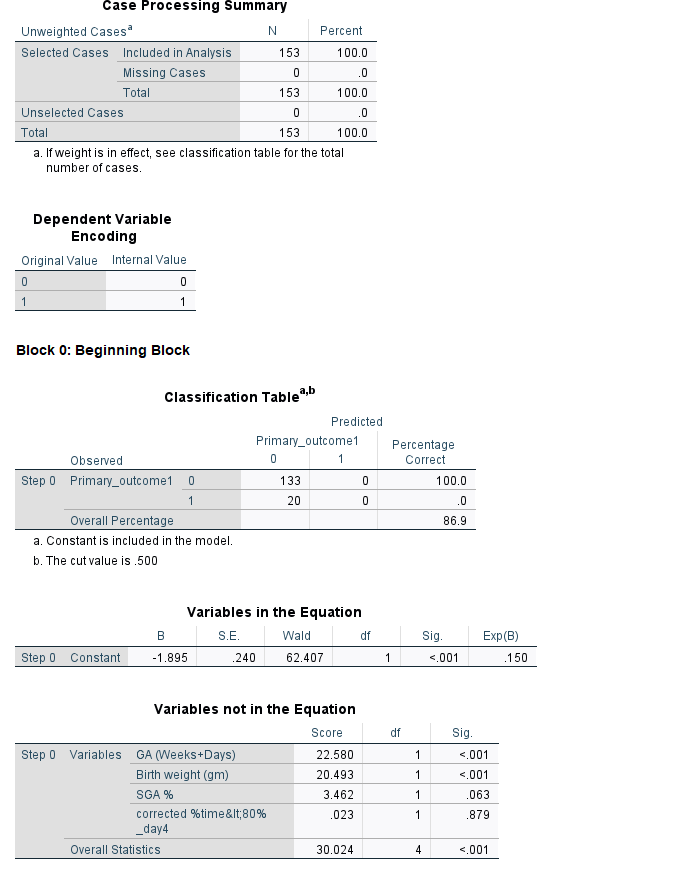 Case Processing Summary
Unweighted Cases^a N Percent
Selected Cases Included in Analysis 153 100.0
Missing Cases 0 .0
Total 153 100.0
Unselected Cases 0 .0
Total 153 100.0
a. If weight is in effect, see classification table for the total
number of cases.
Dependent Variable
Encoding
Original Value Internal Value
0 0
1 1
Block 0: Beginning Block
Classification Table^a,b
Predicted
Primary_outcome1 Percentage
Observed 0 1 Correct
Step 0 Primary_outcome1 0 133 0 100.0
1 20 0 .0
Overall Percentage 86.9
a. Constant is included in the model.
b. The cut value is .500
Variables in the Equation
B S.E. Wald df Sig. Exp(B)
Step 0 Constant -1.895 .240 62.407 1 <.001 .150
Variables not in the Equation
Score df Sig.
Step 0 Variables GA (Weeks+Days) 22.580 1 <.001
Birth weight (gm) 20.493 1 <.001
SGA % 3.462 1 .063
corrected %time&lt;80% .023 1 .879
_day4
Overall Statistics 30.024 4 <.001